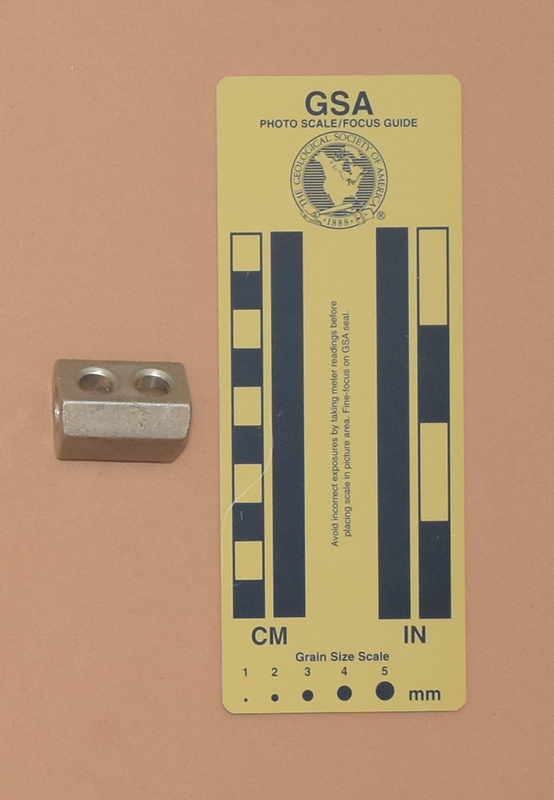 GSA
PHOTO SCALE/FOCUS GUIDE
THE GEOLOGICAL SOCIETY OF AMERICA
®
· 1888 ·
Avoid incorrect exposures by taking meter readings before
placing scale in picture area. Fine-focus on GSA seal.
CM
IN
Grain Size Scale
1 2 3 4 5
mm